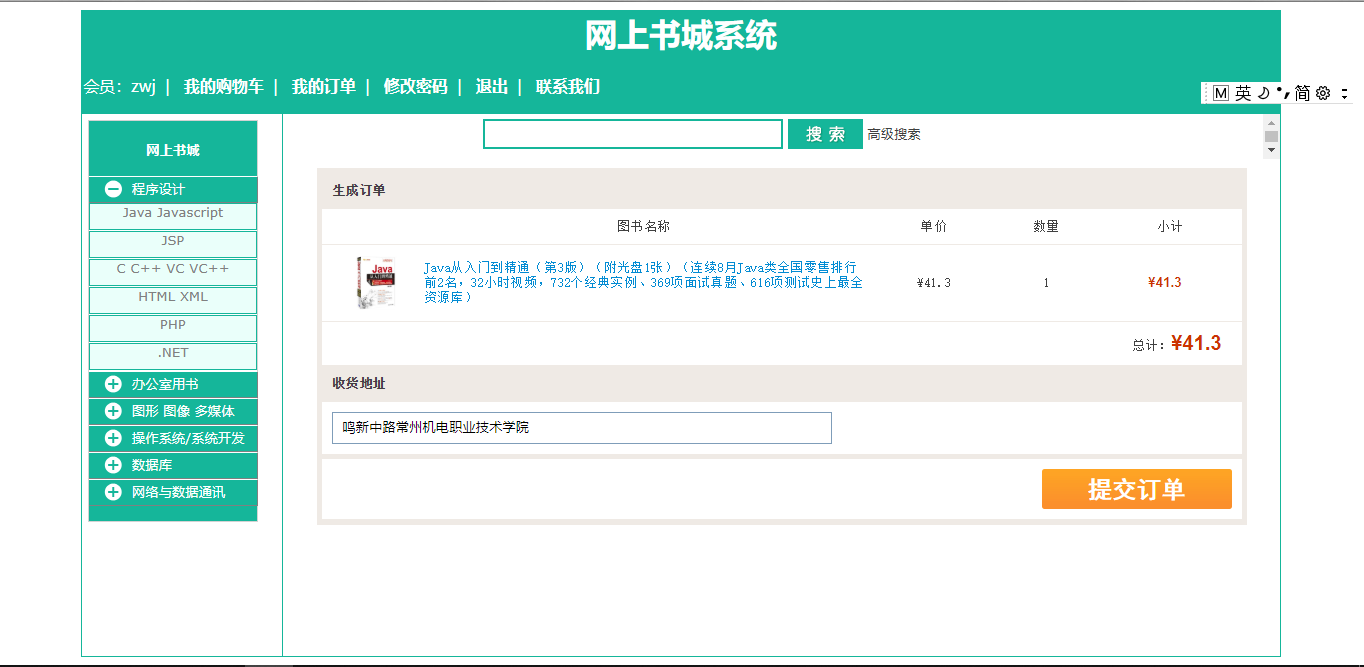 网上书城系统
会员：zwj | 我的购物车 | 我的订单 | 修改密码 | 退出 | 联系我们
M 英 简
网上书城
程序设计
Java Javascript
JSP
C C++ VC VC++
HTML XML
PHP
.NET
办公室用书
图形 图像 多媒体
操作系统/系统开发
数据库
网络与数据通讯
搜 索 高级搜索
生成订单
图书名称 单价 数量 小计
Java从入门到精通（第3版）（附光盘1张）（连续8月Java类全国零售排行
前2名，32小时视频，732个经典实例、369项面试真题、616项测试史上最全
资源库）
¥41.3 1 ¥41.3
总计：¥41.3
收货地址
鸣新中路常州机电职业技术学院
提交订单